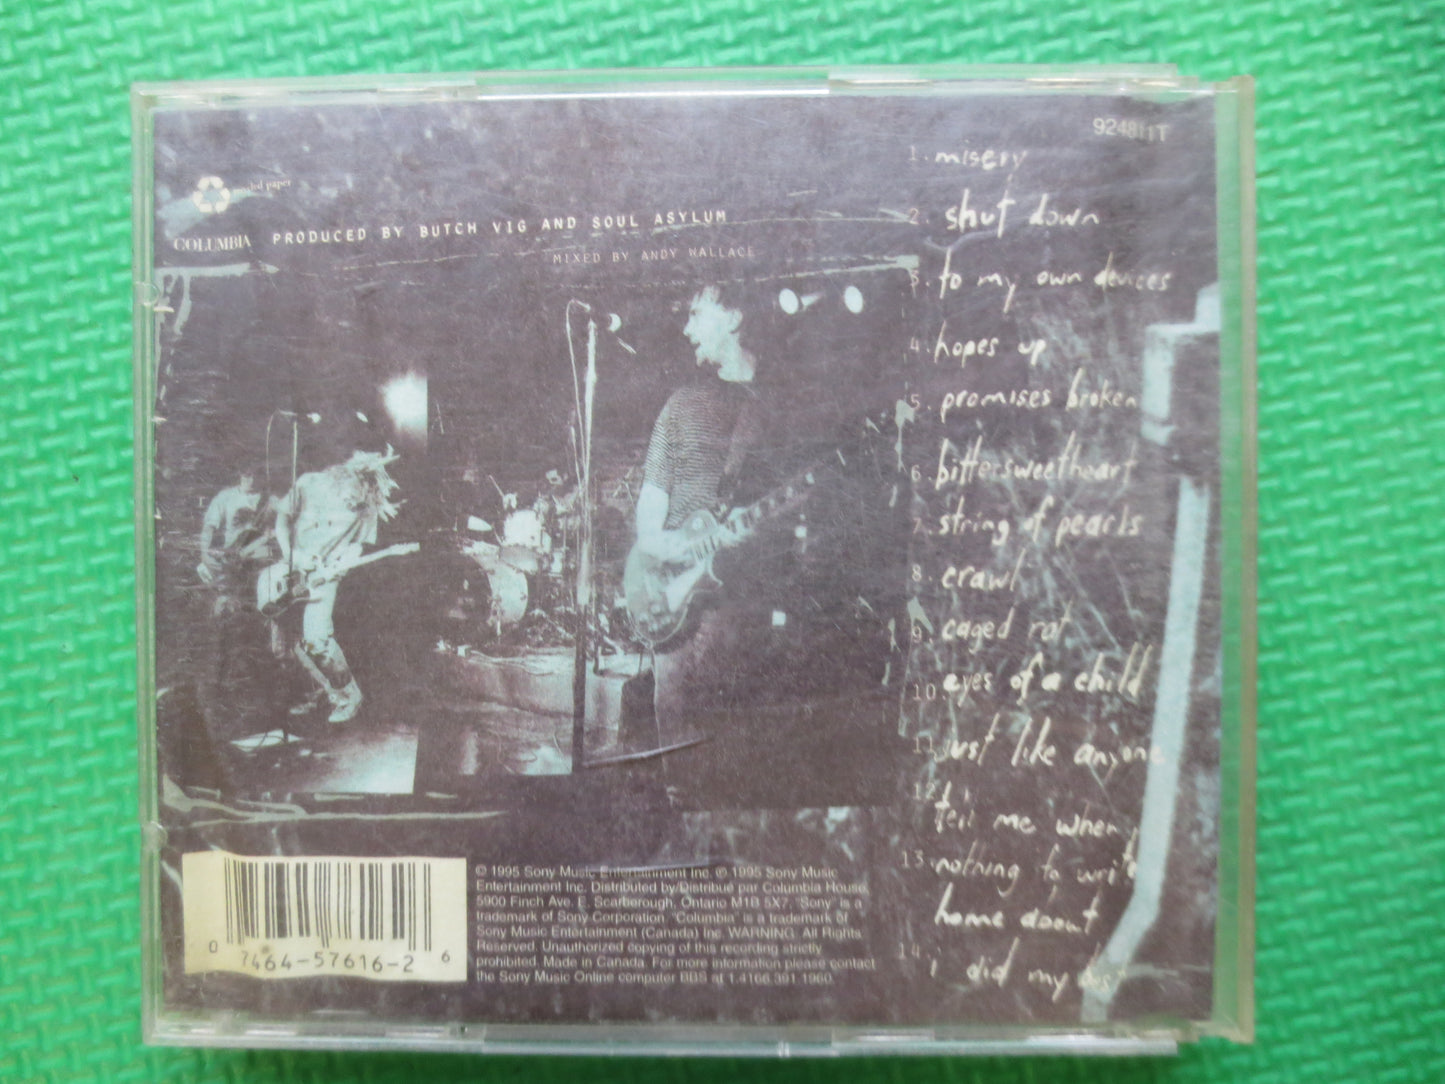 924811T
recycled paper
COLUMBIA
PRODUCED BY BUTCH VIG AND SOUL ASYLUM
MIXED BY ANDY WALLACE
1. misery
2. shut down
3. to my own devices
4. hopes up
5. promises broken
6. bittersweetheart
7. string of pearls
8. crawl
9. caged rat
10. eyes of a child
11. just like anyone
12. tell me when
13. nothing to write
home about
14. i did my best
© 1995 Sony Music Entertainment Inc. ℗ 1995 Sony Music
Entertainment Inc. Distributed by/Distribué par Columbia House,
5900 Finch Ave. E. Scarborough, Ontario M1B 5X7. "Sony" is a
trademark of Sony Corporation. "Columbia" is a trademark of
Sony Music Entertainment (Canada) Inc. WARNING. All Rights
Reserved. Unauthorized copying of this recording strictly
prohibited. Made in Canada. For more information please contact
the Sony Music Online computer BBS at 1.4166.391.1960.
0 7464-57616-2 6